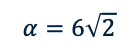 α = 6√2